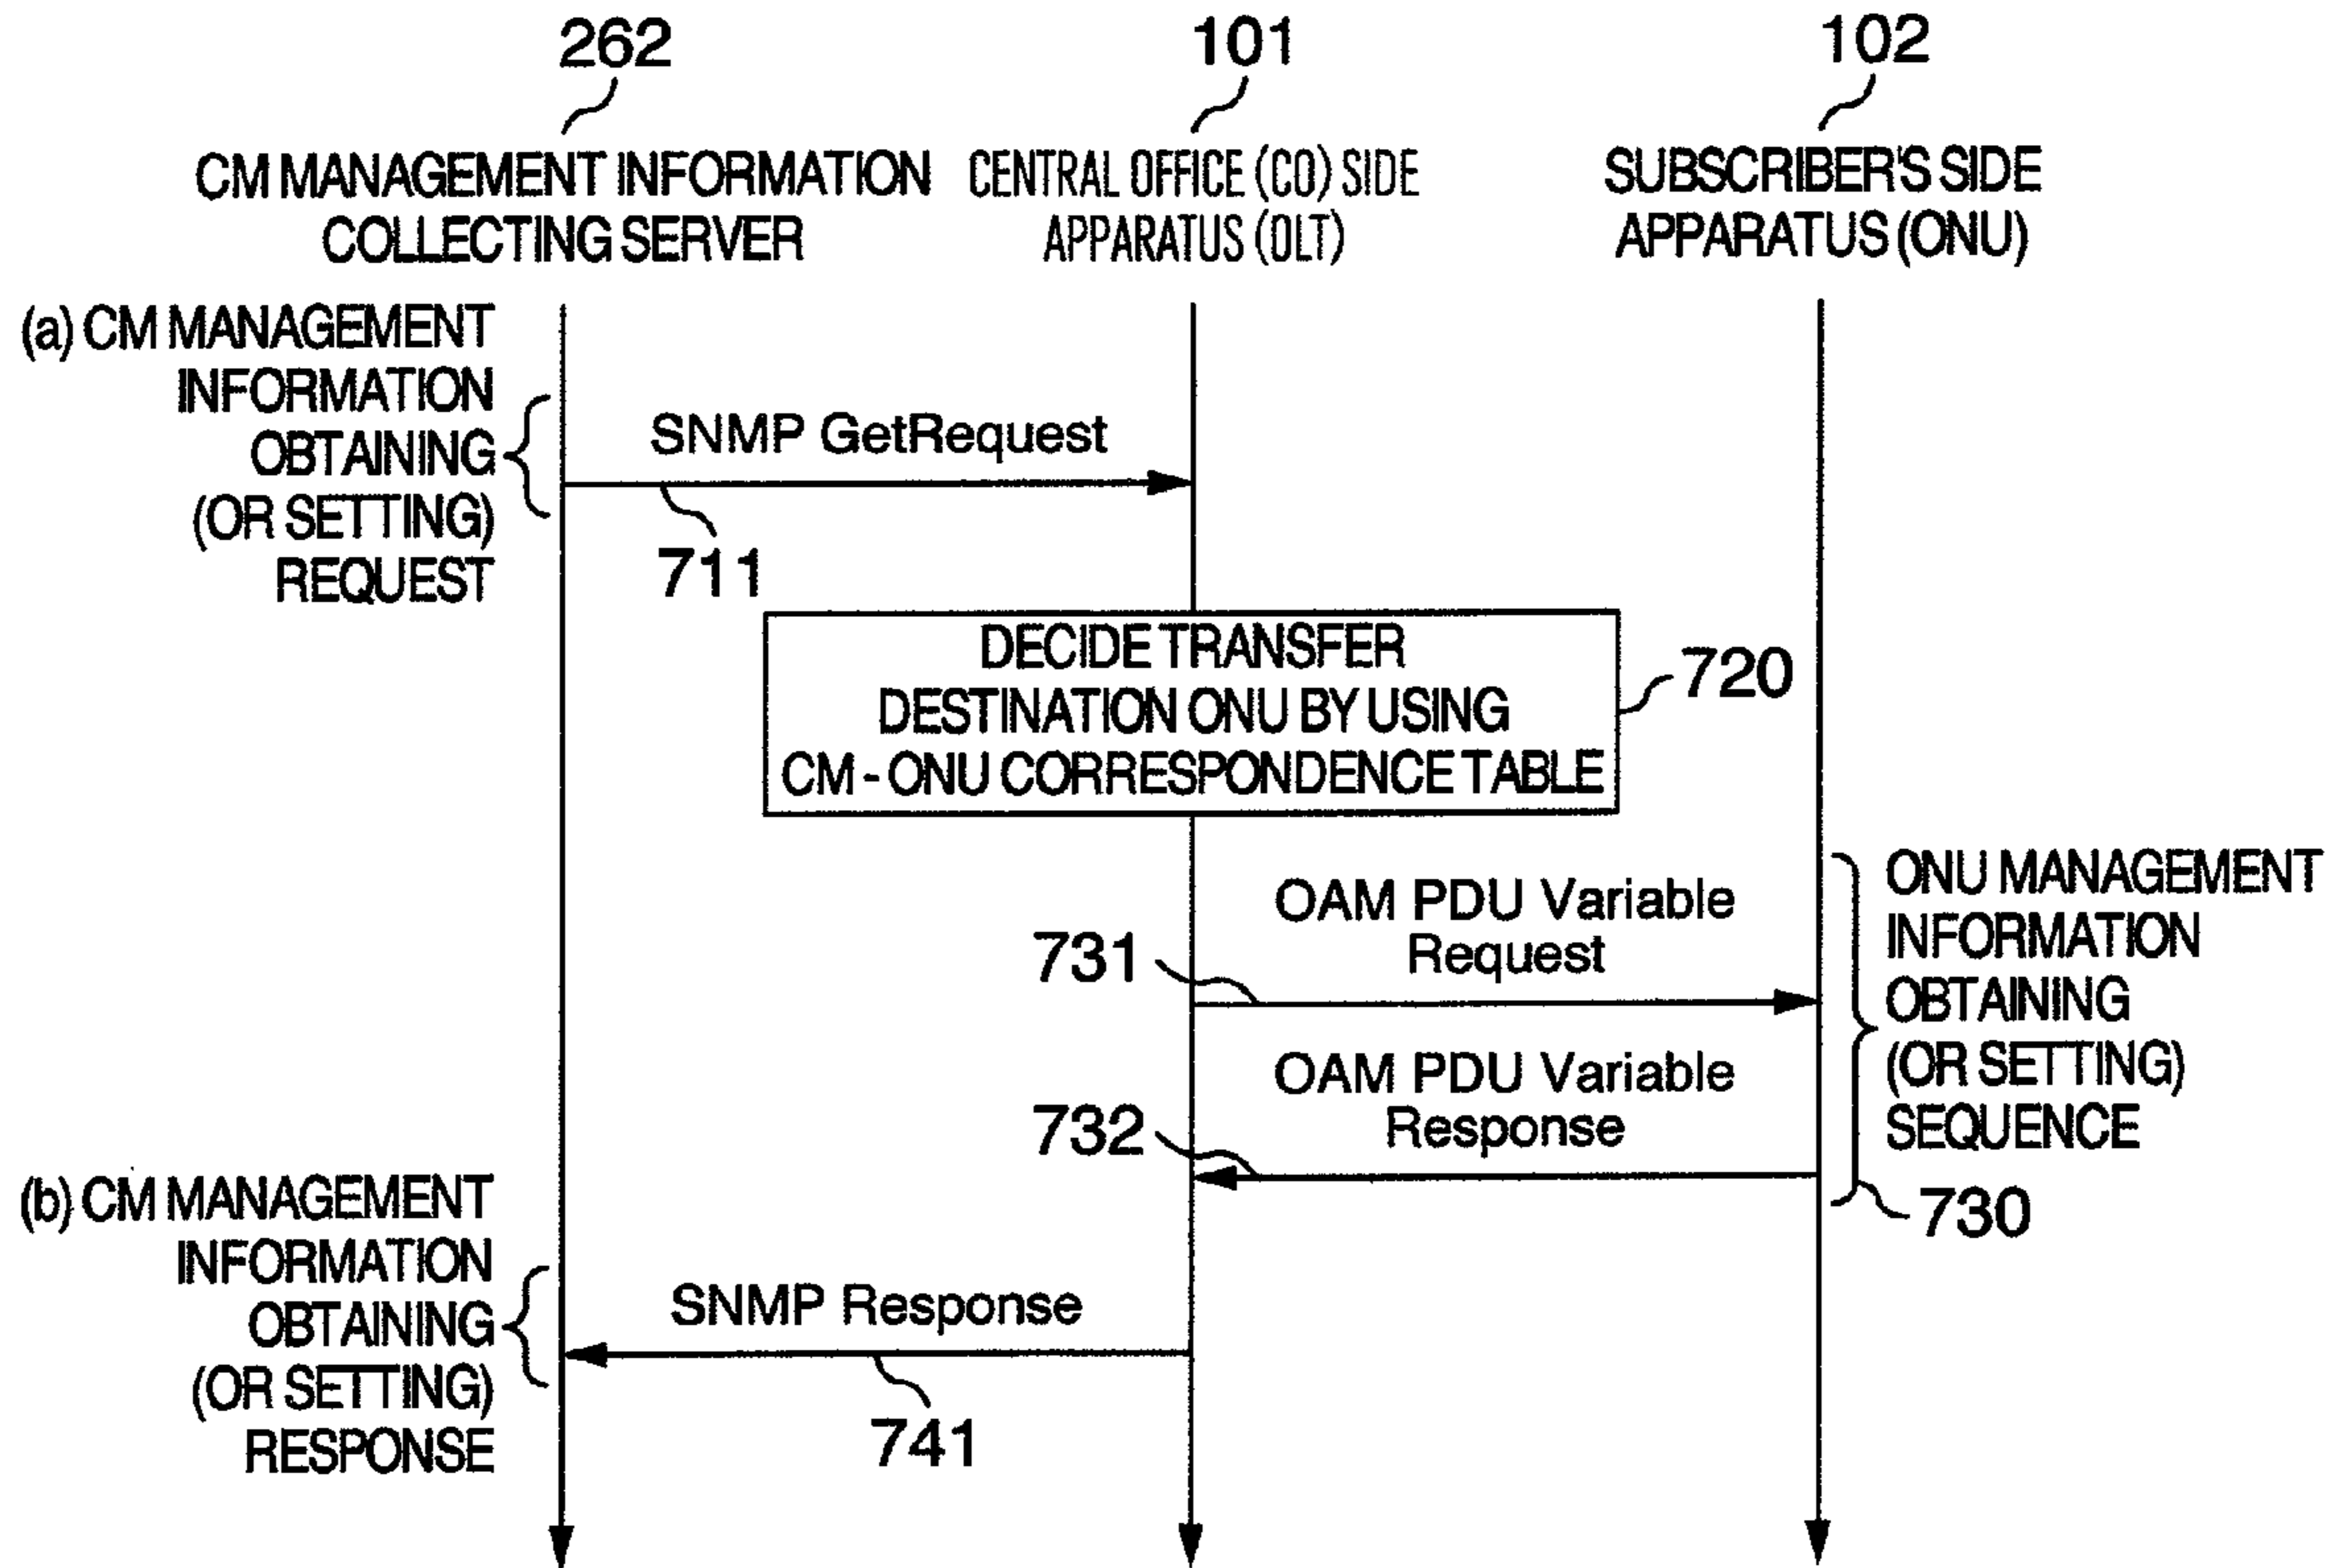 262
101
102
CM MANAGEMENT INFORMATION
COLLECTING SERVER
CENTRAL OFFICE (CO) SIDE
APPARATUS (OLT)
SUBSCRIBER'S SIDE
APPARATUS (ONU)
(a) CM MANAGEMENT
INFORMATION
OBTAINING
(OR SETTING)
REQUEST
SNMP GetRequest
711
DECIDE TRANSFER
DESTINATION ONU BY USING
CM - ONU CORRESPONDENCE TABLE
720
OAM PDU Variable
Request
731
OAM PDU Variable
Response
732
ONU MANAGEMENT
INFORMATION
OBTAINING
(OR SETTING)
SEQUENCE
730
(b) CM MANAGEMENT
INFORMATION
OBTAINING
(OR SETTING)
RESPONSE
SNMP Response
741